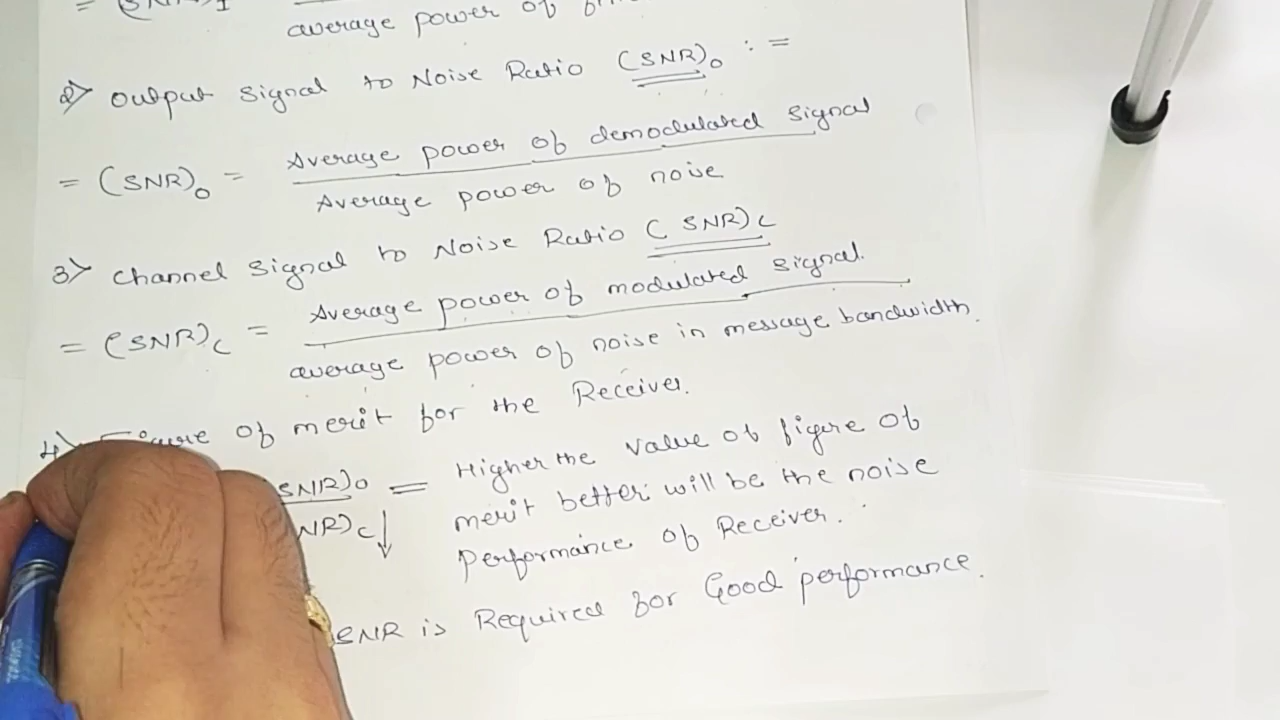 average power of
2) Output Signal to Noise Ratio (SNR)o : =
= (SNR)o = Average power of demodulated Signal
Average power of noise
3) Channel Signal to Noise Ratio (SNR)c
= (SNR)c = Average power of modulated signal.
average power of noise in message bandwidth.
4) Figure of merit for the Receiver.
SNR)o = Higher the value of figure of
NR)c ↓ merit better will be the noise
Performance of Receiver.
SNR is Required for Good performance.